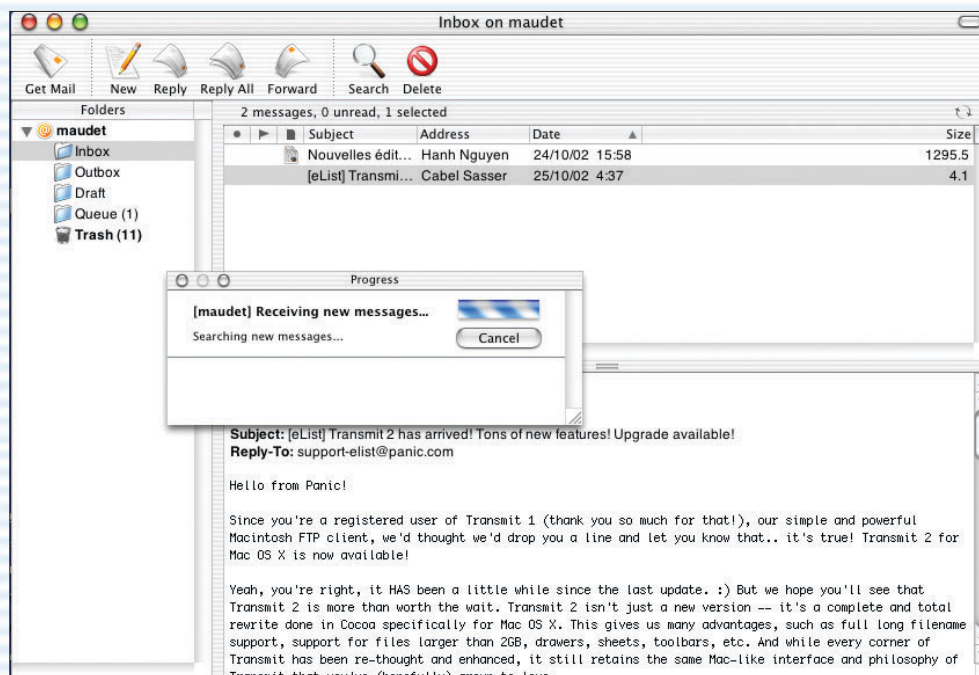 Inbox on maudet
Get Mail New Reply Reply All Forward Search Delete
Folders
maudet
Inbox
Outbox
Draft
Queue (1)
Trash (11)
2 messages, 0 unread, 1 selected
Subject Address Date Size
Nouvelles édit... Hanh Nguyen 24/10/02 15:58 1295.5
[eList] Transmi... Cabel Sasser 25/10/02 4:37 4.1
Progress
[maudet] Receiving new messages...
Searching new messages...
Cancel
Subject: [eList] Transmit 2 has arrived! Tons of new features! Upgrade available!
Reply-To: support-elist@panic.com
Hello from Panic!
Since you're a registered user of Transmit 1 (thank you so much for that!), our simple and powerful
Macintosh FTP client, we'd thought we'd drop you a line and let you know that.. it's true! Transmit 2 for
Mac OS X is now available!
Yeah, you're right, it HAS been a little while since the last update. :) But we hope you'll see that
Transmit 2 is more than worth the wait. Transmit 2 isn't just a new version -- it's a complete and total
rewrite done in Cocoa specifically for Mac OS X. This gives us many advantages, such as full long filename
support, support for files larger than 2GB, drawers, sheets, toolbars, etc. And while every corner of
Transmit has been re-thought and enhanced, it still retains the same Mac-like interface and philosophy of